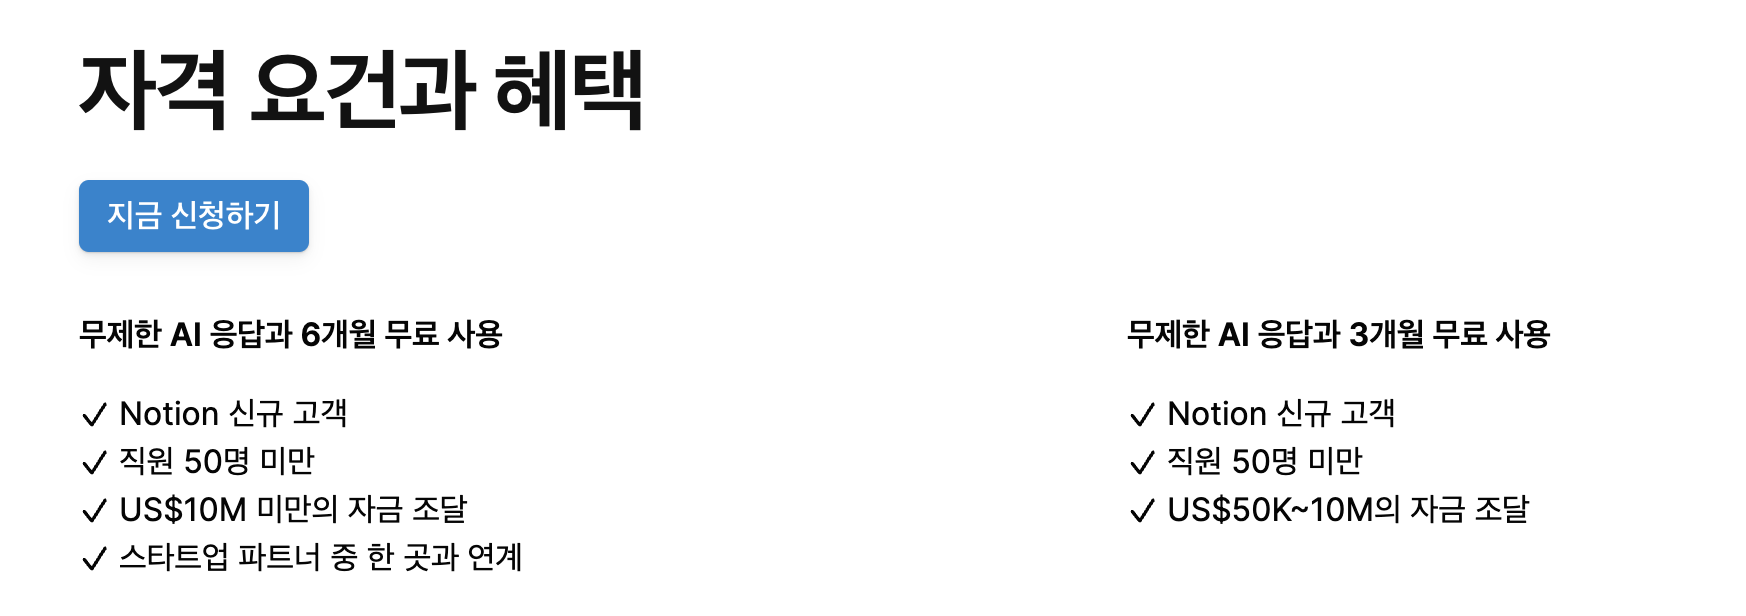 자격 요건과 혜택
지금 신청하기
무제한 AI 응답과 6개월 무료 사용
✓ Notion 신규 고객
✓ 직원 50명 미만
✓ US$10M 미만의 자금 조달
✓ 스타트업 파트너 중 한 곳과 연계
무제한 AI 응답과 3개월 무료 사용
✓ Notion 신규 고객
✓ 직원 50명 미만
✓ US$50K~10M의 자금 조달